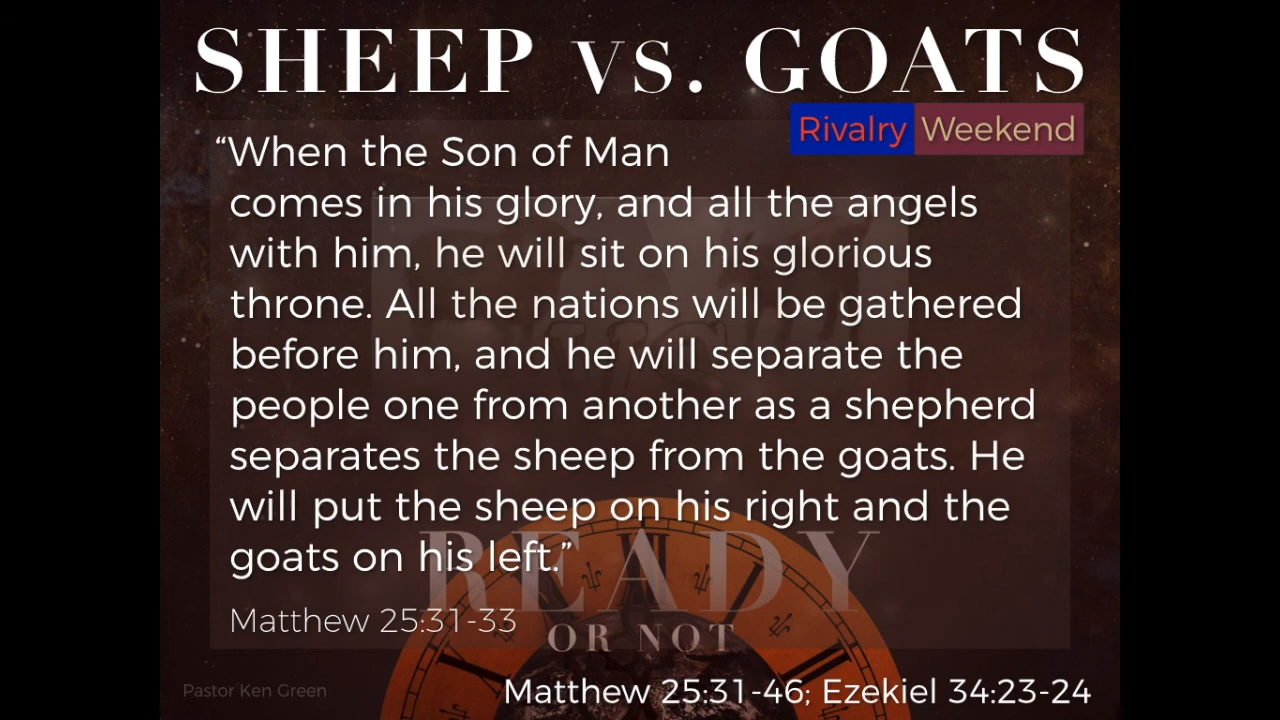 SHEEP VS. GOATS
Rivalry Weekend
“When the Son of Man
comes in his glory, and all the angels
with him, he will sit on his glorious
throne. All the nations will be gathered
before him, and he will separate the
people one from another as a shepherd
separates the sheep from the goats. He
will put the sheep on his right and the
goats on his left.”
READY
Matthew 25:31-33
OR NOT
Pastor Ken Green
Matthew 25:31-46; Ezekiel 34:23-24